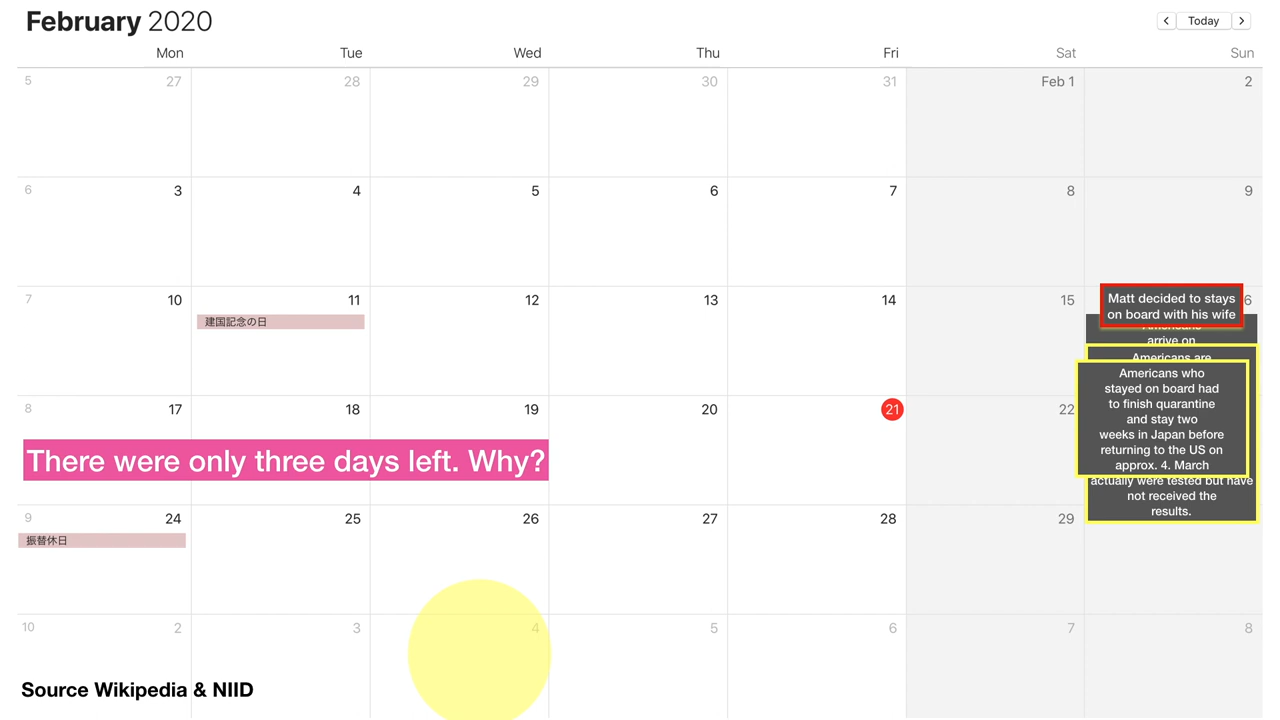 February 2020
Today
Mon Tue Wed Thu Fri Sat Sun
5 27 28 29 30 31 Feb 1 2
6 3 4 5 6 7 8 9
7 10 11 12 13 14 15 6
建国記念の日
Matt decided to stays
on board with his wife
Americans
arrive on
Americans are
Americans who
stayed on board had
to finish quarantine
and stay two
weeks in Japan before
returning to the US on
approx. 4. March
actually were tested but have
not received the
results.
8 17 18 19 20 21 22
There were only three days left. Why?
9 24 25 26 27 28 29
振替休日
10 2 3 4 5 6 7 8
Source Wikipedia & NIID